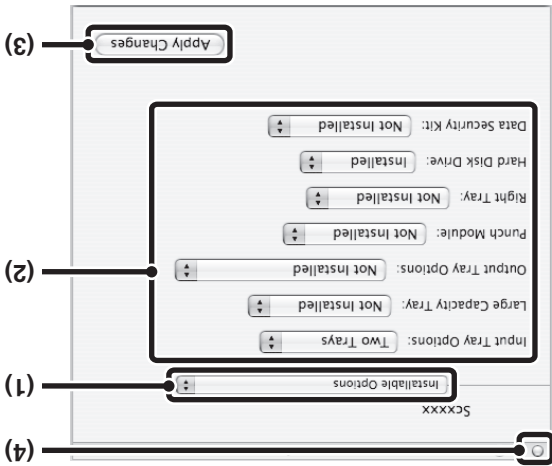 (4)
Scxxxx
(1) Installable Options
Input Tray Options: Two Trays
Large Capacity Tray: Not Installed
Output Tray Options: Not Installed
(2)
Punch Module: Not Installed
Right Tray: Not Installed
Hard Disk Drive: Installed
Data Security Kit: Not Installed
(3) Apply Changes